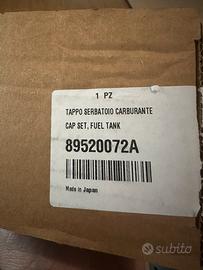 1 PZ
TAPPO SERBATOIO CARBURANTE
CAP SET, FUEL TANK
89520072A
Made in Japan
subito